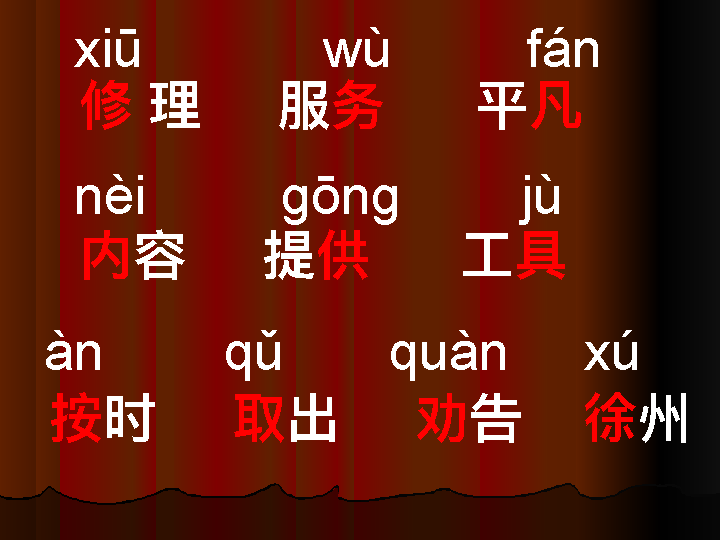 xiū wù fán
修理 服务 平凡
nèi gōng jù
内容 提供 工具
àn qǔ quàn xú
按时 取出 劝告 徐州